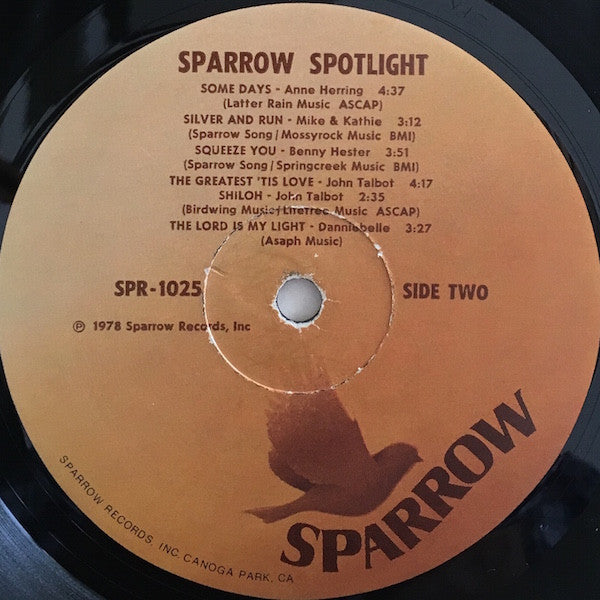 SPARROW SPOTLIGHT
SOME DAYS - Anne Herring 4:37
(Latter Rain Music ASCAP)
SILVER AND RUN - Mike & Kathie 3:12
(Sparrow Song/Mossyrock Music BMI)
SQUEEZE YOU - Benny Hester 3:51
(Sparrow Song/Springcreek Music BMI)
THE GREATEST 'TIS LOVE - John Talbot 4:17
SHILOH - John Talbot 2:35
(Birdwing Music/Lifetree Music ASCAP)
THE LORD IS MY LIGHT - Danniebelle 3:27
(Asaph Music)
SPR-1025
SIDE TWO
℗ 1978 Sparrow Records, Inc
SPARROW
SPARROW RECORDS, INC. CANOGA PARK, CA